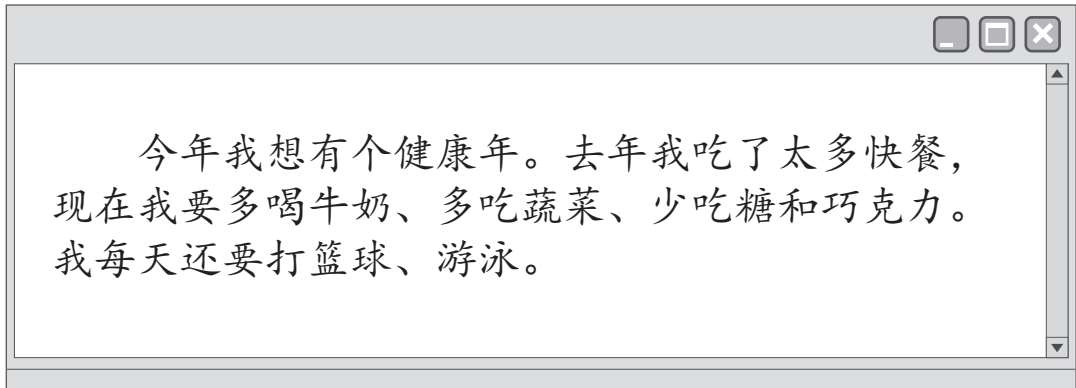 今年我想有个健康年。去年我吃了太多快餐，
现在我要多喝牛奶、多吃蔬菜、少吃糖和巧克力。
我每天还要打篮球、游泳。